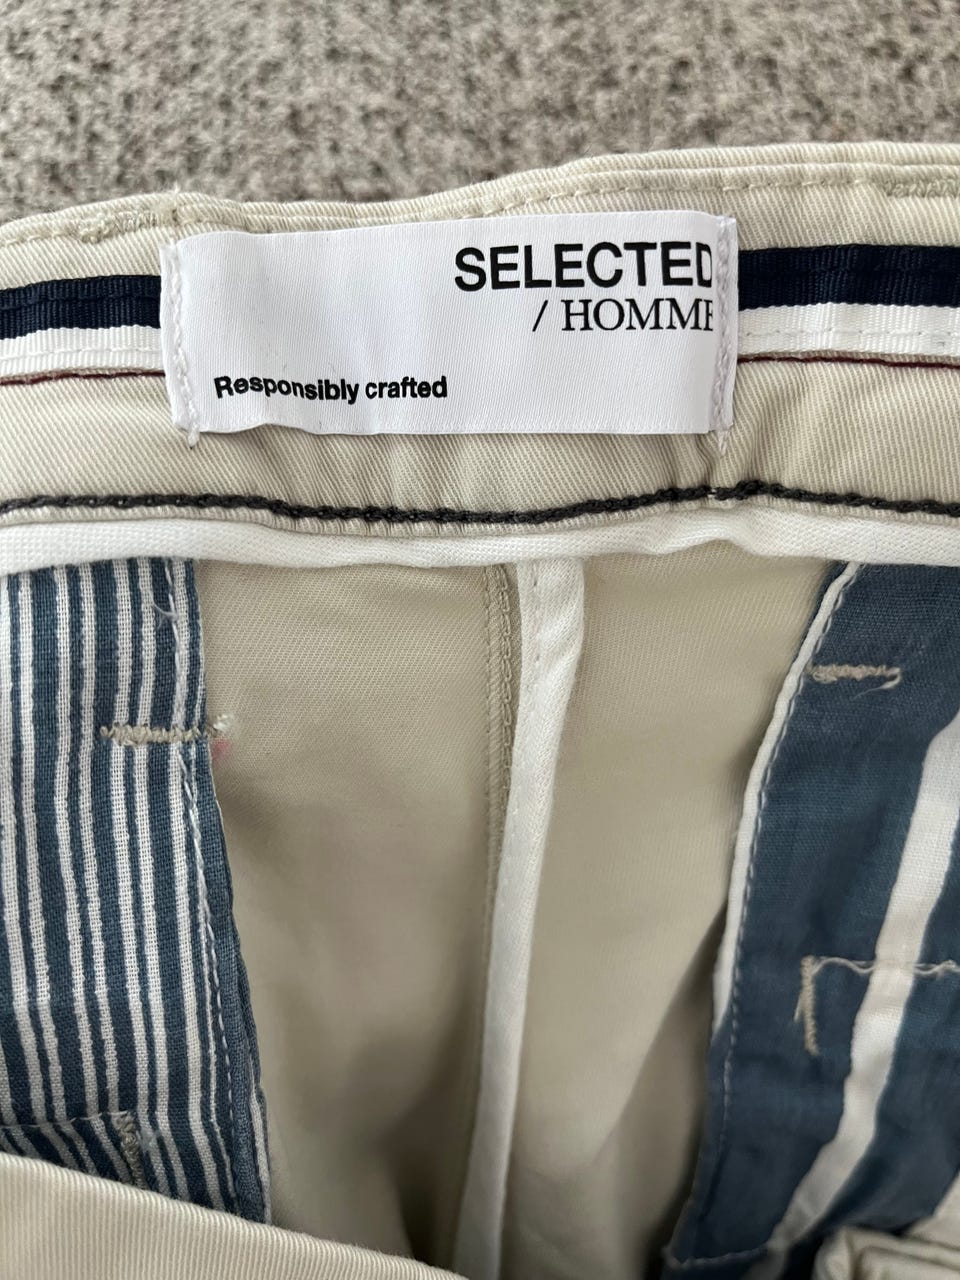 SELECTED
/ HOMME
Responsibly crafted